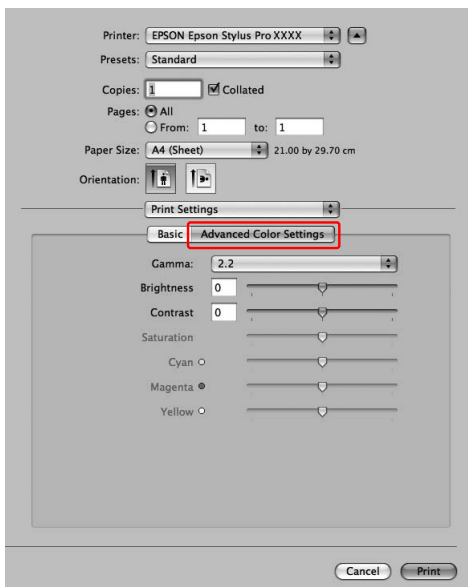 Printer: EPSON Epson Stylus Pro XXXX
Presets: Standard
Copies: 1 Collated
Pages: All
From: 1 to: 1
Paper Size: A4 (Sheet) 21.00 by 29.70 cm
Orientation:
Print Settings
Basic Advanced Color Settings
Gamma: 2.2
Brightness 0
Contrast 0
Saturation
Cyan
Magenta
Yellow
Cancel Print